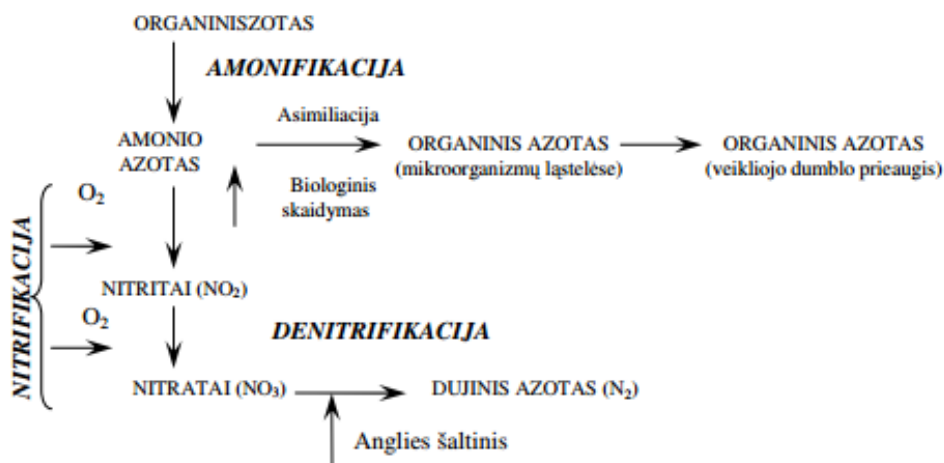 ORGANINISZOTAS
AMONIFIKACIJA
Asimiliacija
AMONIO
AZOTAS
ORGANINIS AZOTAS
(mikroorganizmų ląstelėse)
ORGANINIS AZOTAS
(veikliojo dumblo prieaugis)
Biologinis
skaidymas
O₂
NITRIFIKACIJA
NITRITAI (NO₂)
O₂
DENITRIFIKACIJA
NITRATAI (NO₃)
DUJINIS AZOTAS (N₂)
Anglies šaltinis